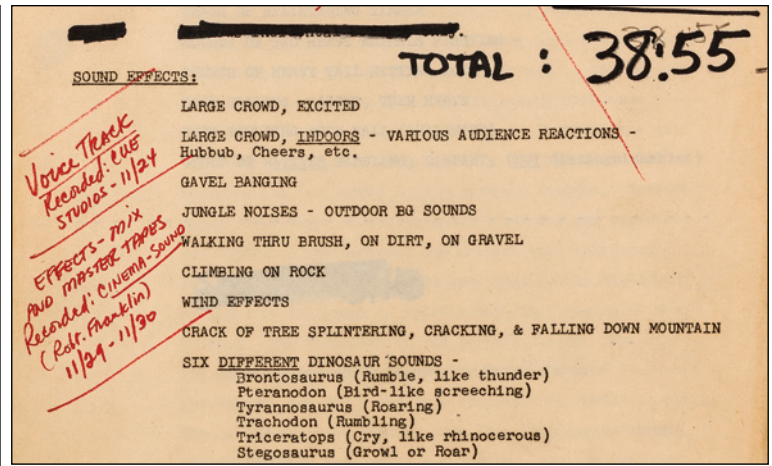 TOTAL : 38:55
SOUND EFFECTS:
LARGE CROWD, EXCITED
LARGE CROWD, INDOORS - VARIOUS AUDIENCE REACTIONS -
Hubbub, Cheers, etc.
GAVEL BANGING
JUNGLE NOISES - OUTDOOR BG SOUNDS
WALKING THRU BRUSH, ON DIRT, ON GRAVEL
CLIMBING ON ROCK
WIND EFFECTS
CRACK OF TREE SPLINTERING, CRACKING, & FALLING DOWN MOUNTAIN
SIX DIFFERENT DINOSAUR SOUNDS -
Brontosaurus (Rumble, like thunder)
Pteranodon (Bird-like screeching)
Tyrannosaurus (Roaring)
Trachodon (Rumbling)
Triceratops (Cry, like rhinocerous)
Stegosaurus (Growl or Roar)
Voice TRACK
Recorded: CUE
STUDIOS - 11/24
EFFECTS - MIX
AND MASTER TAPES
Recorded: CINEMA-SOUND
(Robt. Franklin)
11/29 - 11/30